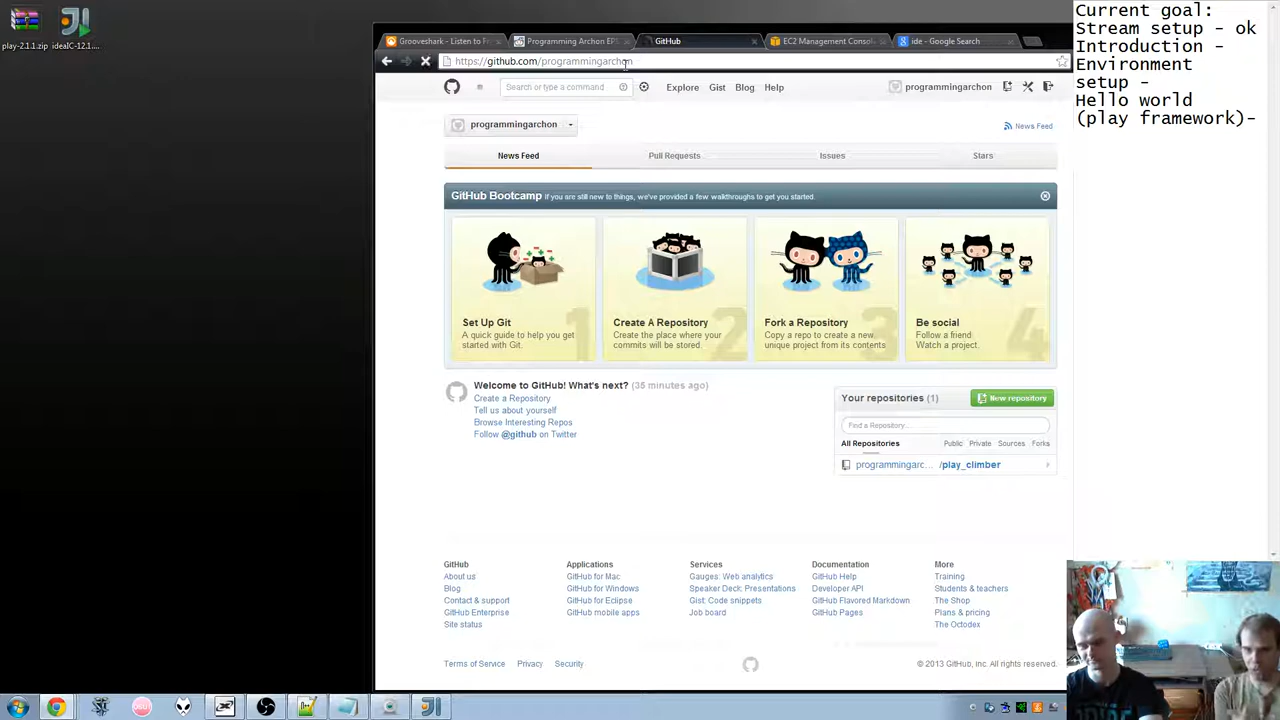 play-2.1.1.zip
ideaIC-12.1....
Grooveshark - Listen to F
Programming Archon EP
GitHub
EC2 Management Consol
ide - Google Search
https://github.com/programmingarchon
Search or type a command
Explore
Gist
Blog
Help
programmingarchon
programmingarchon
News Feed
News Feed
Pull Requests
Issues
Stars
GitHub Bootcamp If you are still new to things, we've provided a few walkthroughs to get you started.
Set Up Git
A quick guide to help you get
started with Git.
1
Create A Repository
Create the place where your
commits will be stored.
2
Fork a Repository
Copy a repo to create a new,
unique project from its contents
3
Be social
Follow a friend
Watch a project.
4
Welcome to GitHub! What's next? (35 minutes ago)
Create a Repository
Tell us about yourself
Browse Interesting Repos
Follow @github on Twitter
Your repositories (1)
New repository
Find a Repository...
All Repositories
Public
Private
Sources
Forks
programmingarc... /play_climber
GitHub
About us
Blog
Contact & support
GitHub Enterprise
Site status
Applications
GitHub for Mac
GitHub for Windows
GitHub for Eclipse
GitHub mobile apps
Services
Gauges: Web analytics
Speaker Deck: Presentations
Gist: Code snippets
Job board
Documentation
GitHub Help
Developer API
GitHub Flavored Markdown
GitHub Pages
More
Training
Students & teachers
The Shop
Plans & pricing
The Octodex
Terms of Service
Privacy
Security
© 2013 GitHub, Inc. All rights reserved.
Current goal:
Stream setup - ok
Introduction -
Environment
setup -
Hello world
(play framework)-